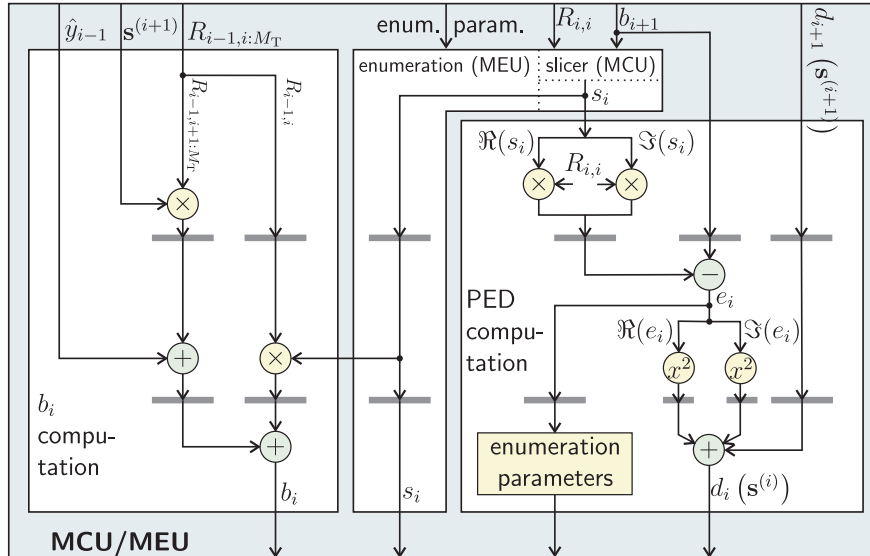 ŷ_{i−1} s^{(i+1)} R_{i−1,i:M_T} enum. param. R_{i,i} b_{i+1} d_{i+1} (s^{(i+1)})
enumeration (MEU) slicer (MCU)
R_{i−1,i+1:M_T} R_{i−1,i}
s_i
ℜ(s_i) ℑ(s_i)
R_{i,i}
× ×
×
−
e_i
PED
compu-
tation
ℜ(e_i) ℑ(e_i)
+ × x² x²
b_i
compu-
tation
+ +
enumeration
parameters
b_i s_i d_i (s^{(i)})
MCU/MEU